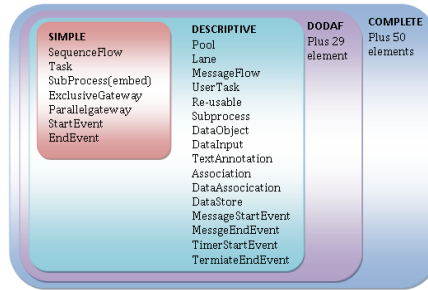 SIMPLE
SequenceFlow
Task
SubProcess(embed)
ExclusiveGateway
Parallelgateway
StartEvent
EndEvent
DESCRIPTIVE
Pool
Lane
MessageFlow
UserTask
Re-usable
Subprocess
DataObject
DataInput
TextAnnotation
Association
DataAssocication
DataStore
MessageStartEvent
MessgeEndEvent
TimerStartEvent
TermiateEndEvent
DODAF
Plus 29
element
COMPLETE
Plus 50
elements